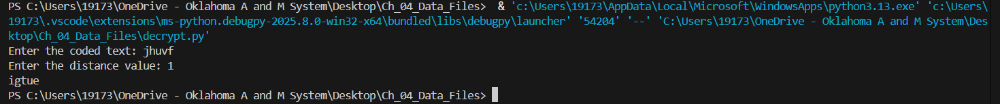 PS C:\Users\19173\OneDrive - Oklahoma A and M System\Desktop\Ch_04_Data_Files>  & 'c:\Users\19173\AppData\Local\Microsoft\WindowsApps\python3.13.exe' 'c:\Users\
19173\.vscode\extensions\ms-python.debugpy-2025.8.0-win32-x64\bundled\libs\debugpy\launcher' '54204' '--' 'C:\Users\19173\OneDrive - Oklahoma A and M System\Des
ktop\Ch_04_Data_Files\decrypt.py'
Enter the coded text: jhuvf
Enter the distance value: 1
igtue
PS C:\Users\19173\OneDrive - Oklahoma A and M System\Desktop\Ch_04_Data_Files>